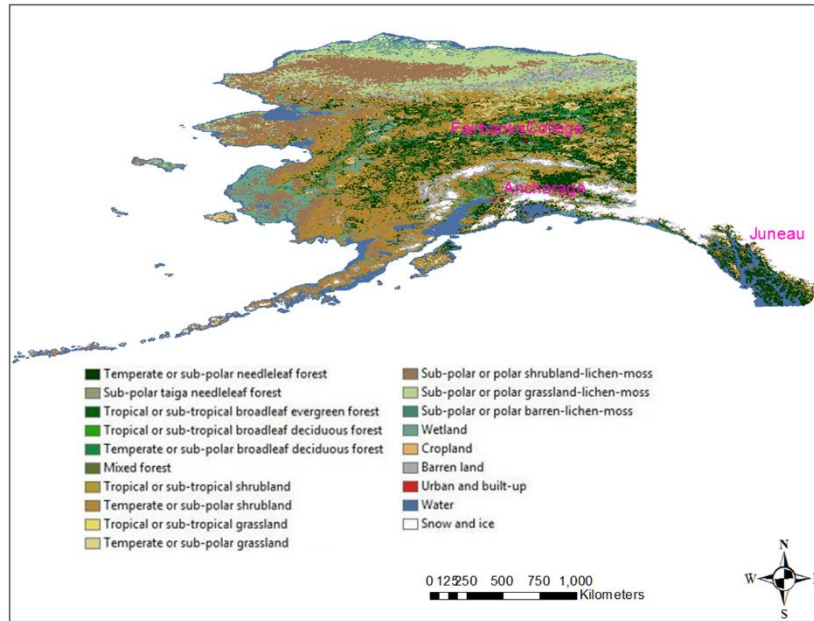 FairbanksCollege
Anchorage
Juneau
Temperate or sub-polar needleleaf forest
Sub-polar taiga needleleaf forest
Tropical or sub-tropical broadleaf evergreen forest
Tropical or sub-tropical broadleaf deciduous forest
Temperate or sub-polar broadleaf deciduous forest
Mixed forest
Tropical or sub-tropical shrubland
Temperate or sub-polar shrubland
Tropical or sub-tropical grassland
Temperate or sub-polar grassland
Sub-polar or polar shrubland-lichen-moss
Sub-polar or polar grassland-lichen-moss
Sub-polar or polar barren-lichen-moss
Wetland
Cropland
Barren land
Urban and built-up
Water
Snow and ice
N
W E
S
0 125250 500 750 1,000
Kilometers